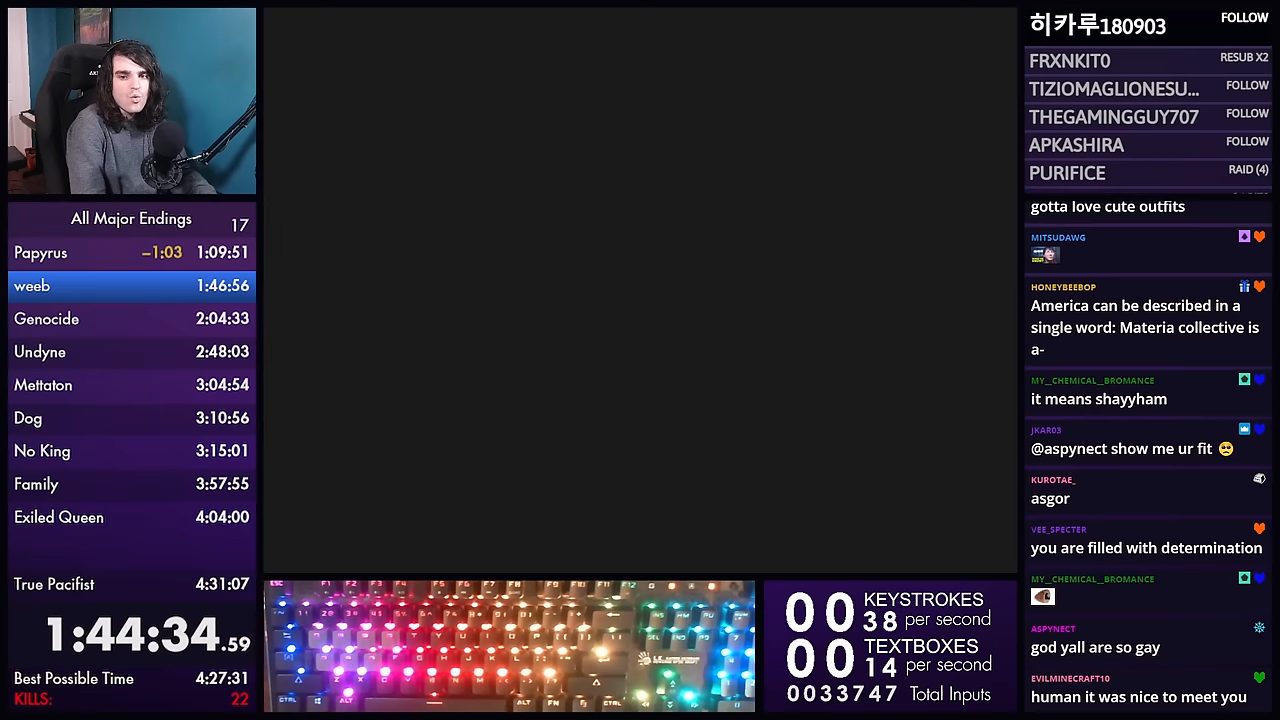 All Major Endings
17
Papyrus −1:03 1:09:51
weeb 1:46:56
Genocide 2:04:33
Undyne 2:48:03
Mettaton 3:04:54
Dog 3:10:56
No King 3:15:01
Family 3:57:55
Exiled Queen 4:04:00
True Pacifist 4:31:07
1:44:34.59
Best Possible Time 4:27:31
KILLS: 22
00 38 KEYSTROKES per second
00 14 TEXTBOXES per second
0033747 Total Inputs
히카루180903 FOLLOW
FRXNKIT0 RESUB X2
TIZIOMAGLIONESU... FOLLOW
THEGAMINGGUY707 FOLLOW
APKASHIRA FOLLOW
PURIFICE RAID (4)
gotta love cute outfits
MITSUDAWG
HONEYBEEBOP
America can be described in a
single word: Materia collective is
a-
MY__CHEMICAL__BROMANCE
it means shayyham
JKAR03
@aspynect show me ur fit 🥺
KUROTAE_
asgor
VEE_SPECTER
you are filled with determination
MY__CHEMICAL__BROMANCE
ASPYNECT
god yall are so gay
EVILMINECRAFT10
human it was nice to meet you